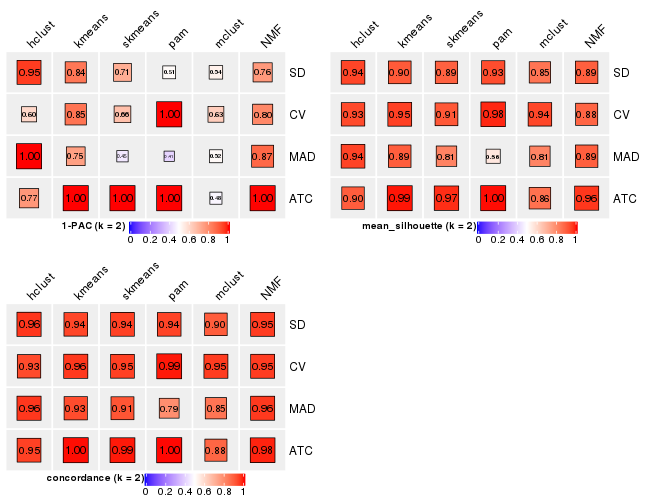 hclust kmeans skmeans pam mclust NMF
0.95 0.84 0.71 0.51 0.54 0.76 SD
0.60 0.85 0.66 1.00 0.63 0.80 CV
1.00 0.75 0.45 0.41 0.52 0.87 MAD
0.77 1.00 1.00 1.00 0.48 1.00 ATC
1-PAC (k = 2) 0 0.2 0.4 0.6 0.8 1
hclust kmeans skmeans pam mclust NMF
0.94 0.90 0.89 0.93 0.85 0.89 SD
0.93 0.95 0.91 0.98 0.94 0.88 CV
0.94 0.89 0.81 0.56 0.81 0.89 MAD
0.90 0.99 0.97 1.00 0.86 0.96 ATC
mean_silhouette (k = 2) 0 0.2 0.4 0.6 0.8 1
hclust kmeans skmeans pam mclust NMF
0.96 0.94 0.94 0.94 0.90 0.95 SD
0.93 0.96 0.95 0.99 0.95 0.95 CV
0.96 0.93 0.91 0.79 0.85 0.96 MAD
0.95 1.00 0.99 1.00 0.88 0.98 ATC
concordance (k = 2) 0 0.2 0.4 0.6 0.8 1